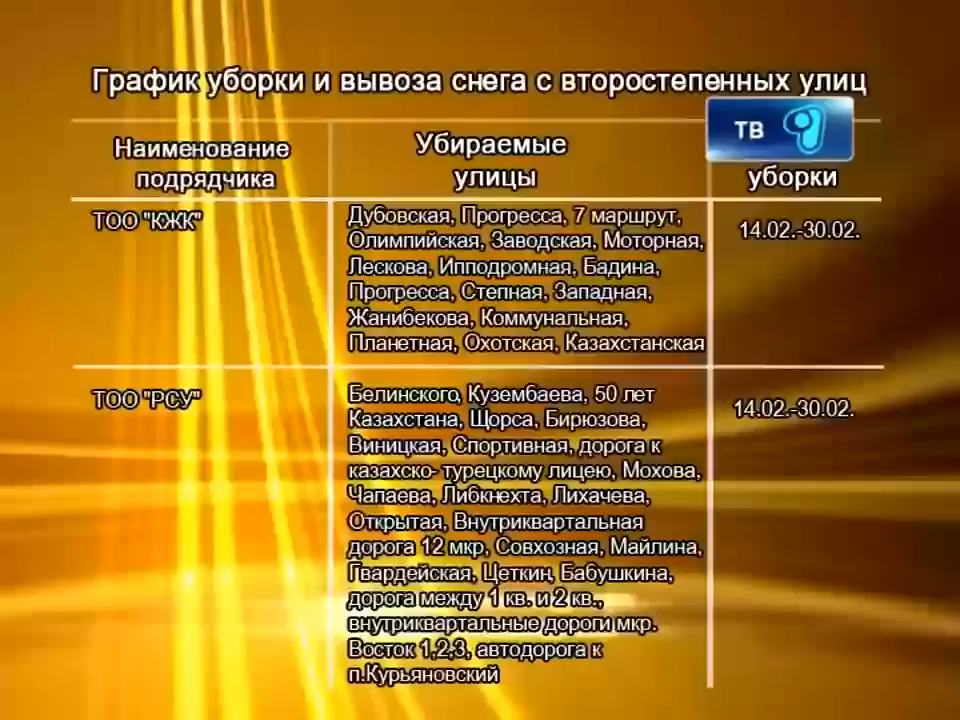 График уборки и вывоза снега с второстепенных улиц
ТВ
Наименование
подрядчика
Убираемые
улицы
уборки
ТОО "КЖК"
Дубовская, Прогресса, 7 маршрут,
Олимпийская, Заводская, Моторная,
Лескова, Ипподромная, Бадина,
Прогресса, Степная, Западная,
Жанибекова, Коммунальная,
Планетная, Охотская, Казахстанская
14.02.-30.02.
ТОО "РСУ"
Белинского, Кузембаева, 50 лет
Казахстана, Щорса, Бирюзова,
Виницкая, Спортивная, дорога к
казахско- турецкому лицею, Мохова,
Чапаева, Либкнехта, Лихачева,
Открытая, Внутриквартальная
дорога 12 мкр, Совхозная, Майлина,
Гвардейская, Цеткин, Бабушкина,
дорога между 1 кв. и 2 кв.,
внутриквартальные дороги мкр.
Восток 1,2,3, автодорога к
п.Курьяновский
14.02.-30.02.